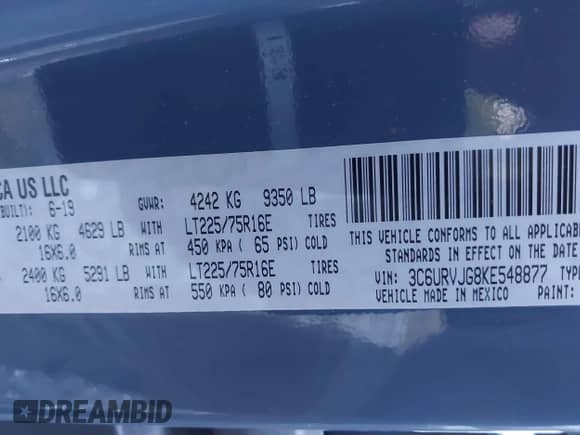 CA US LLC
BUILT): 6-19
GVWR: 4242 KG 9350 LB
2100 KG 4629 LB WITH LT225/75R16E TIRES
16X6.0 RIMS AT 450 KPA ( 65 PSI) COLD
2400 KG 5291 LB WITH LT225/75R16E TIRES
16X6.0 RIMS AT 550 KPA ( 80 PSI) COLD
THIS VEHICLE CONFORMS TO ALL APPLICAB
STANDARDS IN EFFECT ON THE DATE
VIN: 3C6URVJG8KE548877 TYP
VEHICLE MADE IN MEXICO PAINT:
DREAMBID